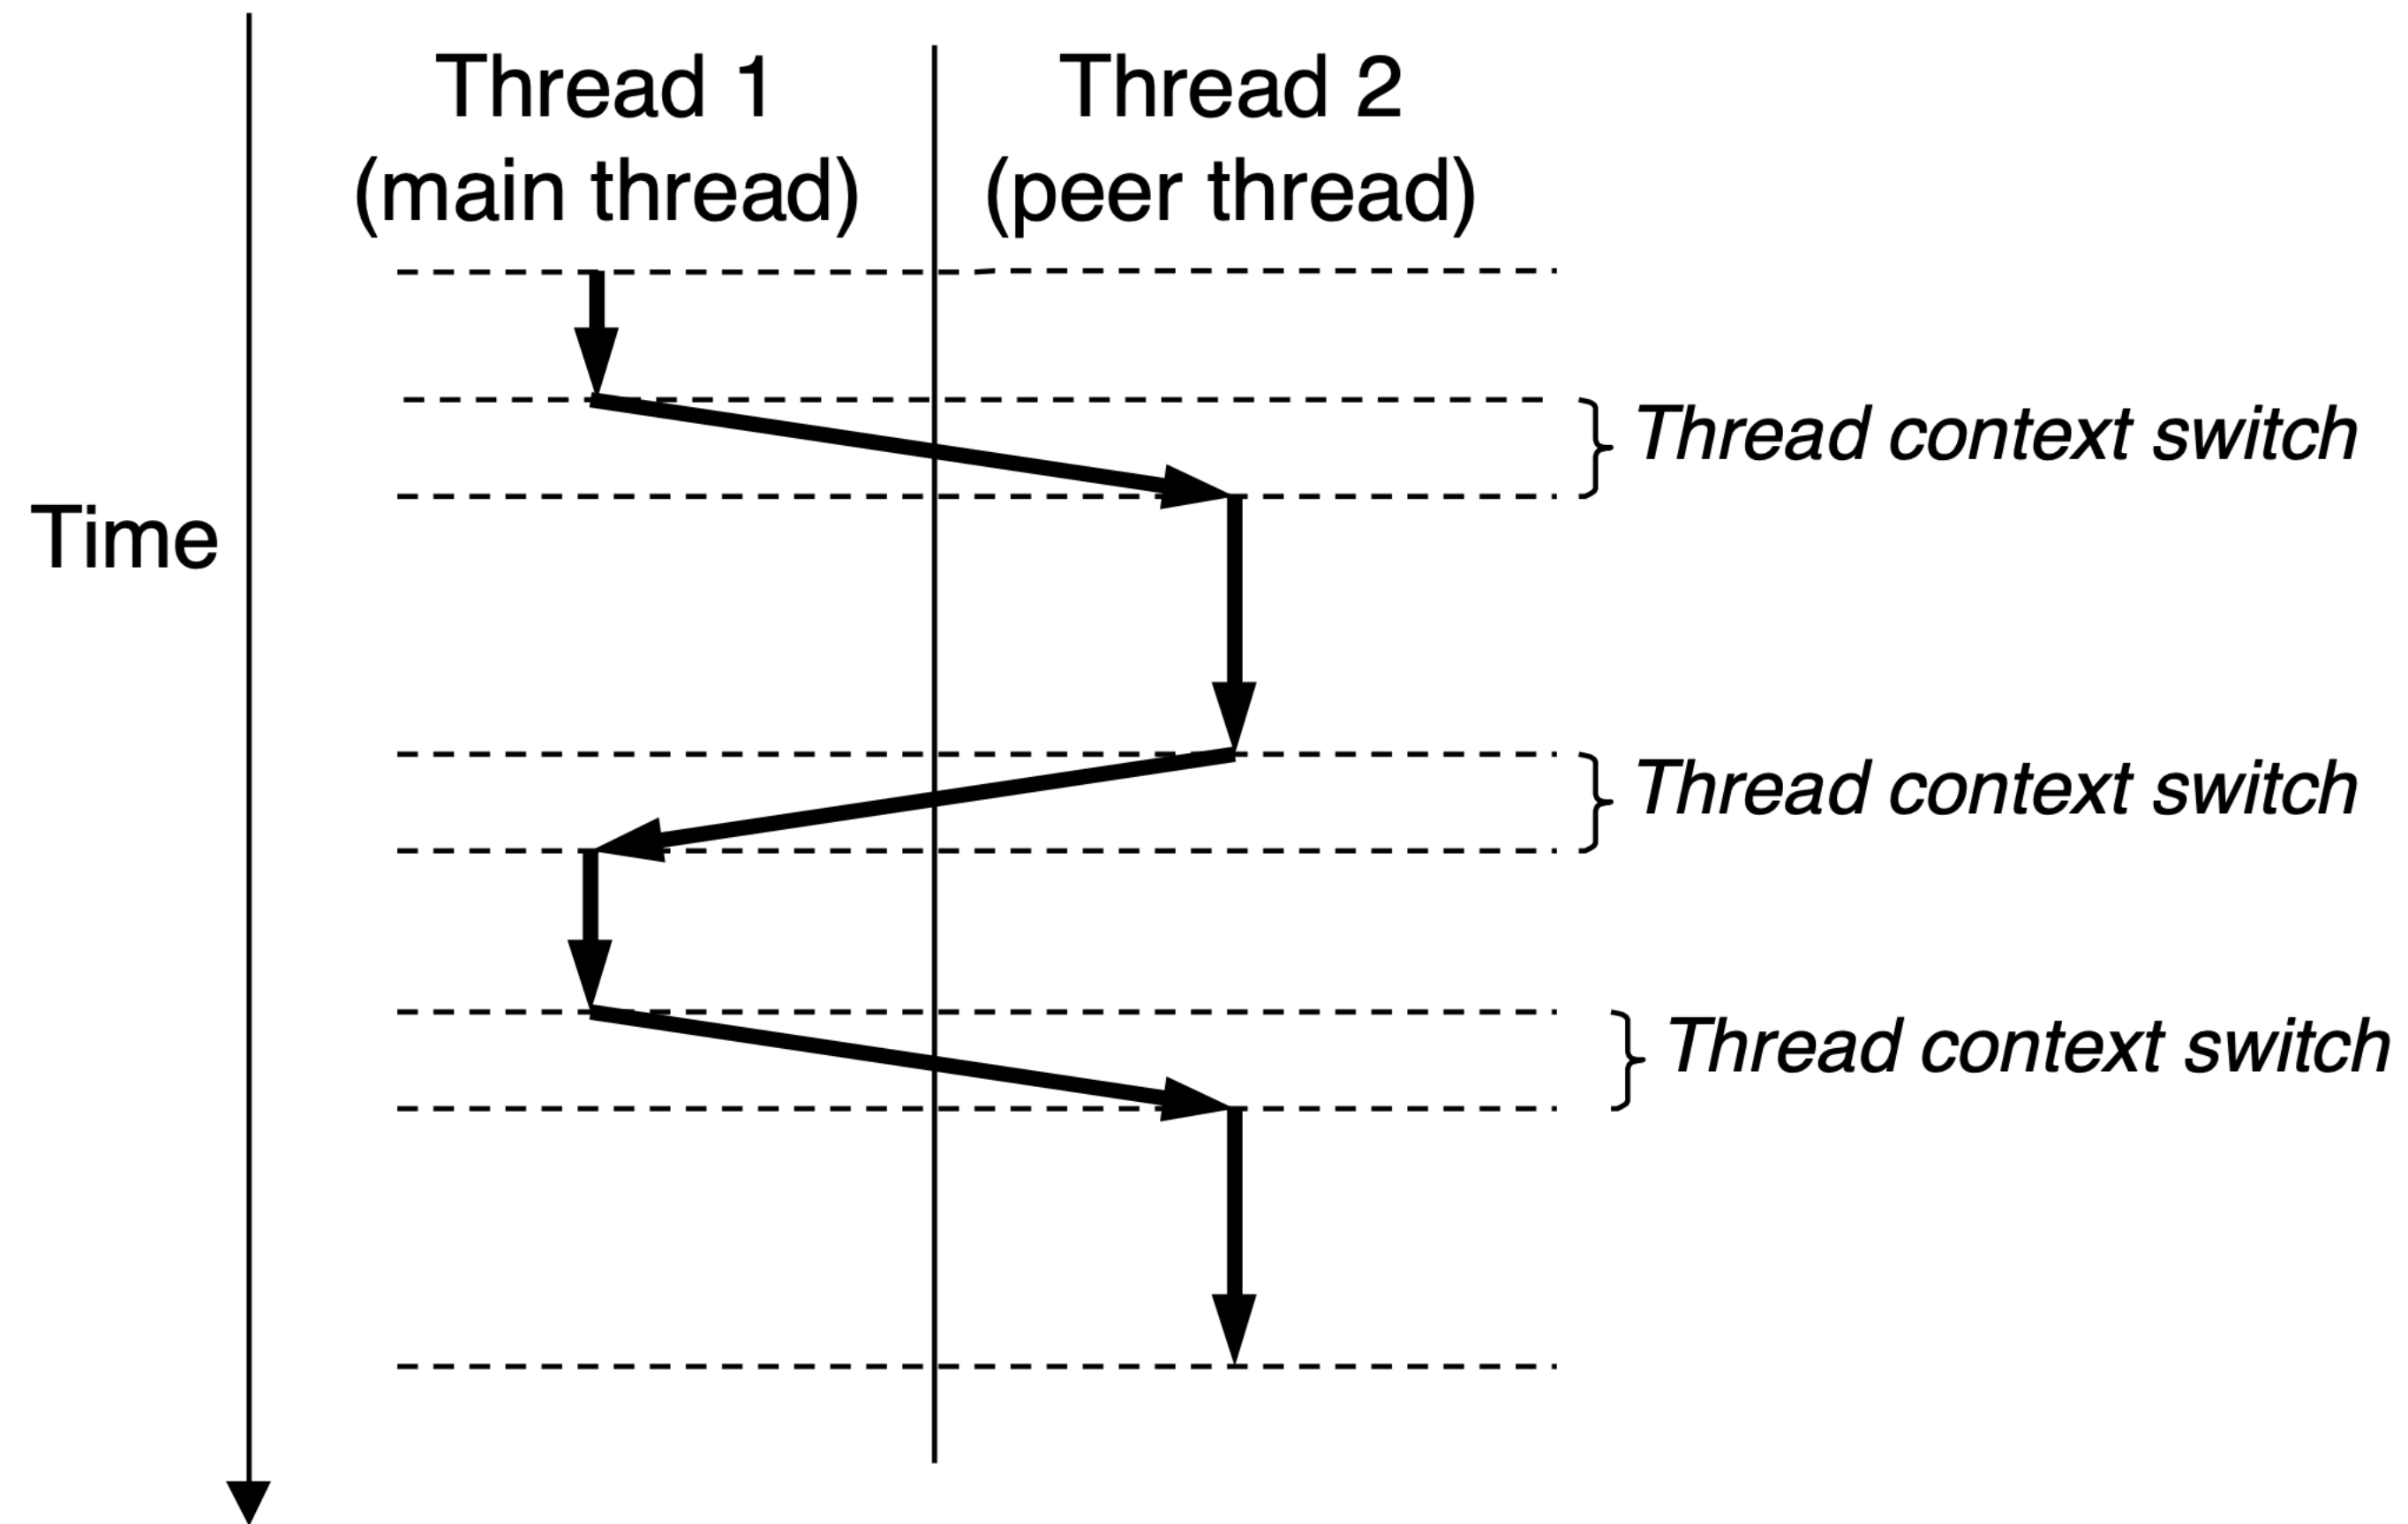 Thread 1
(main thread)
Thread 2
(peer thread)
Thread context switch
Time
Thread context switch
Thread context switch